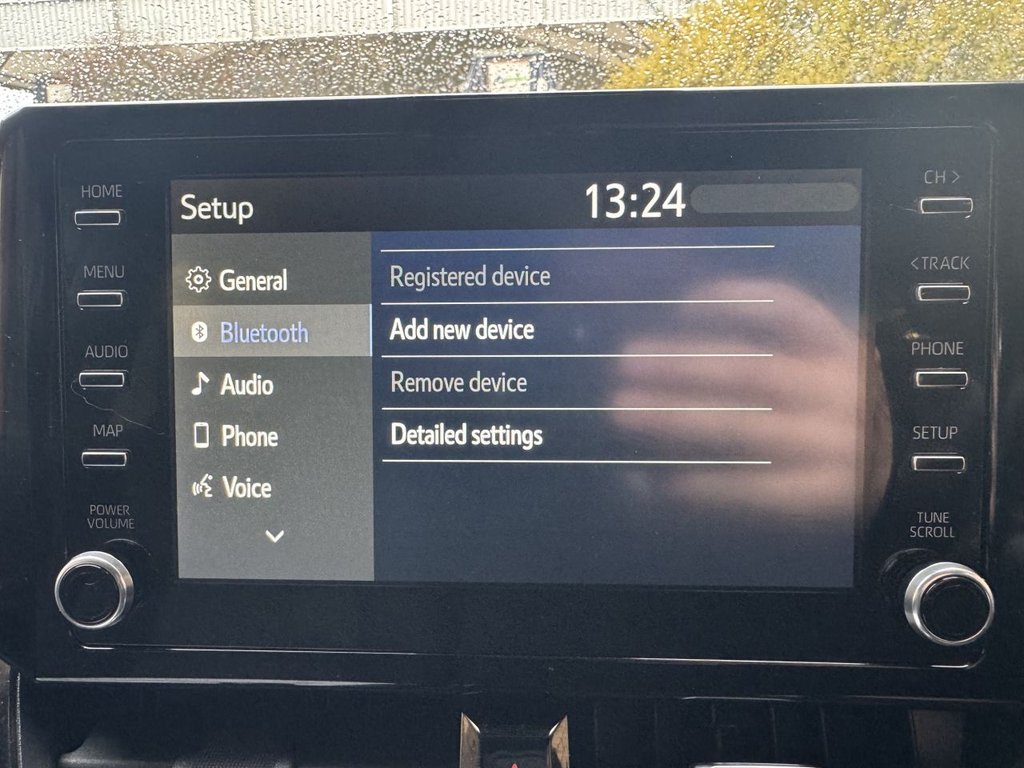 HOME
MENU
AUDIO
MAP
POWER
VOLUME
Setup
13:24
General
Bluetooth
Audio
Phone
Voice
Registered device
Add new device
Remove device
Detailed settings
CH >
<TRACK
PHONE
SETUP
TUNE
SCROLL